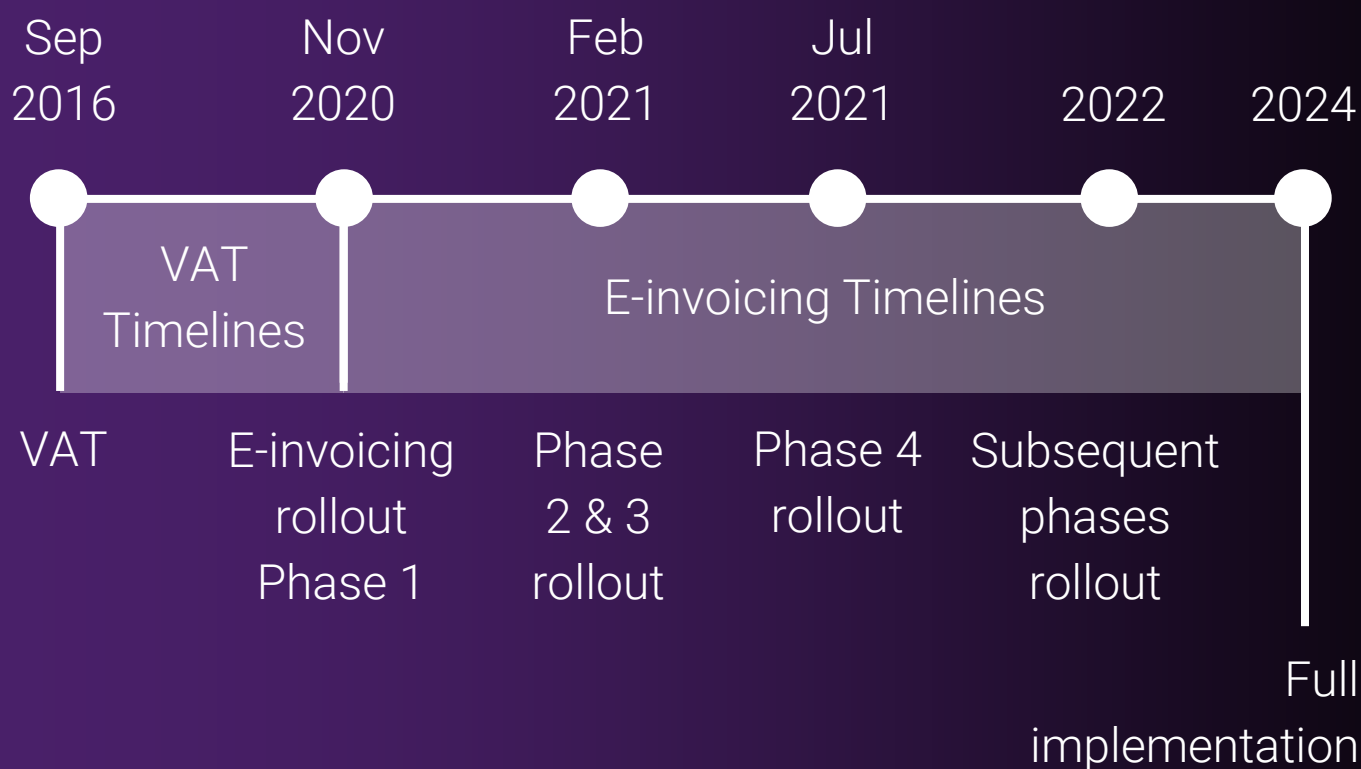 Sep
2016
Nov
2020
Feb
2021
Jul
2021
2022
2024
VAT
Timelines
E-invoicing Timelines
VAT
E-invoicing
rollout
Phase 1
Phase
2 & 3
rollout
Phase 4
rollout
Subsequent
phases
rollout
Full
implementation